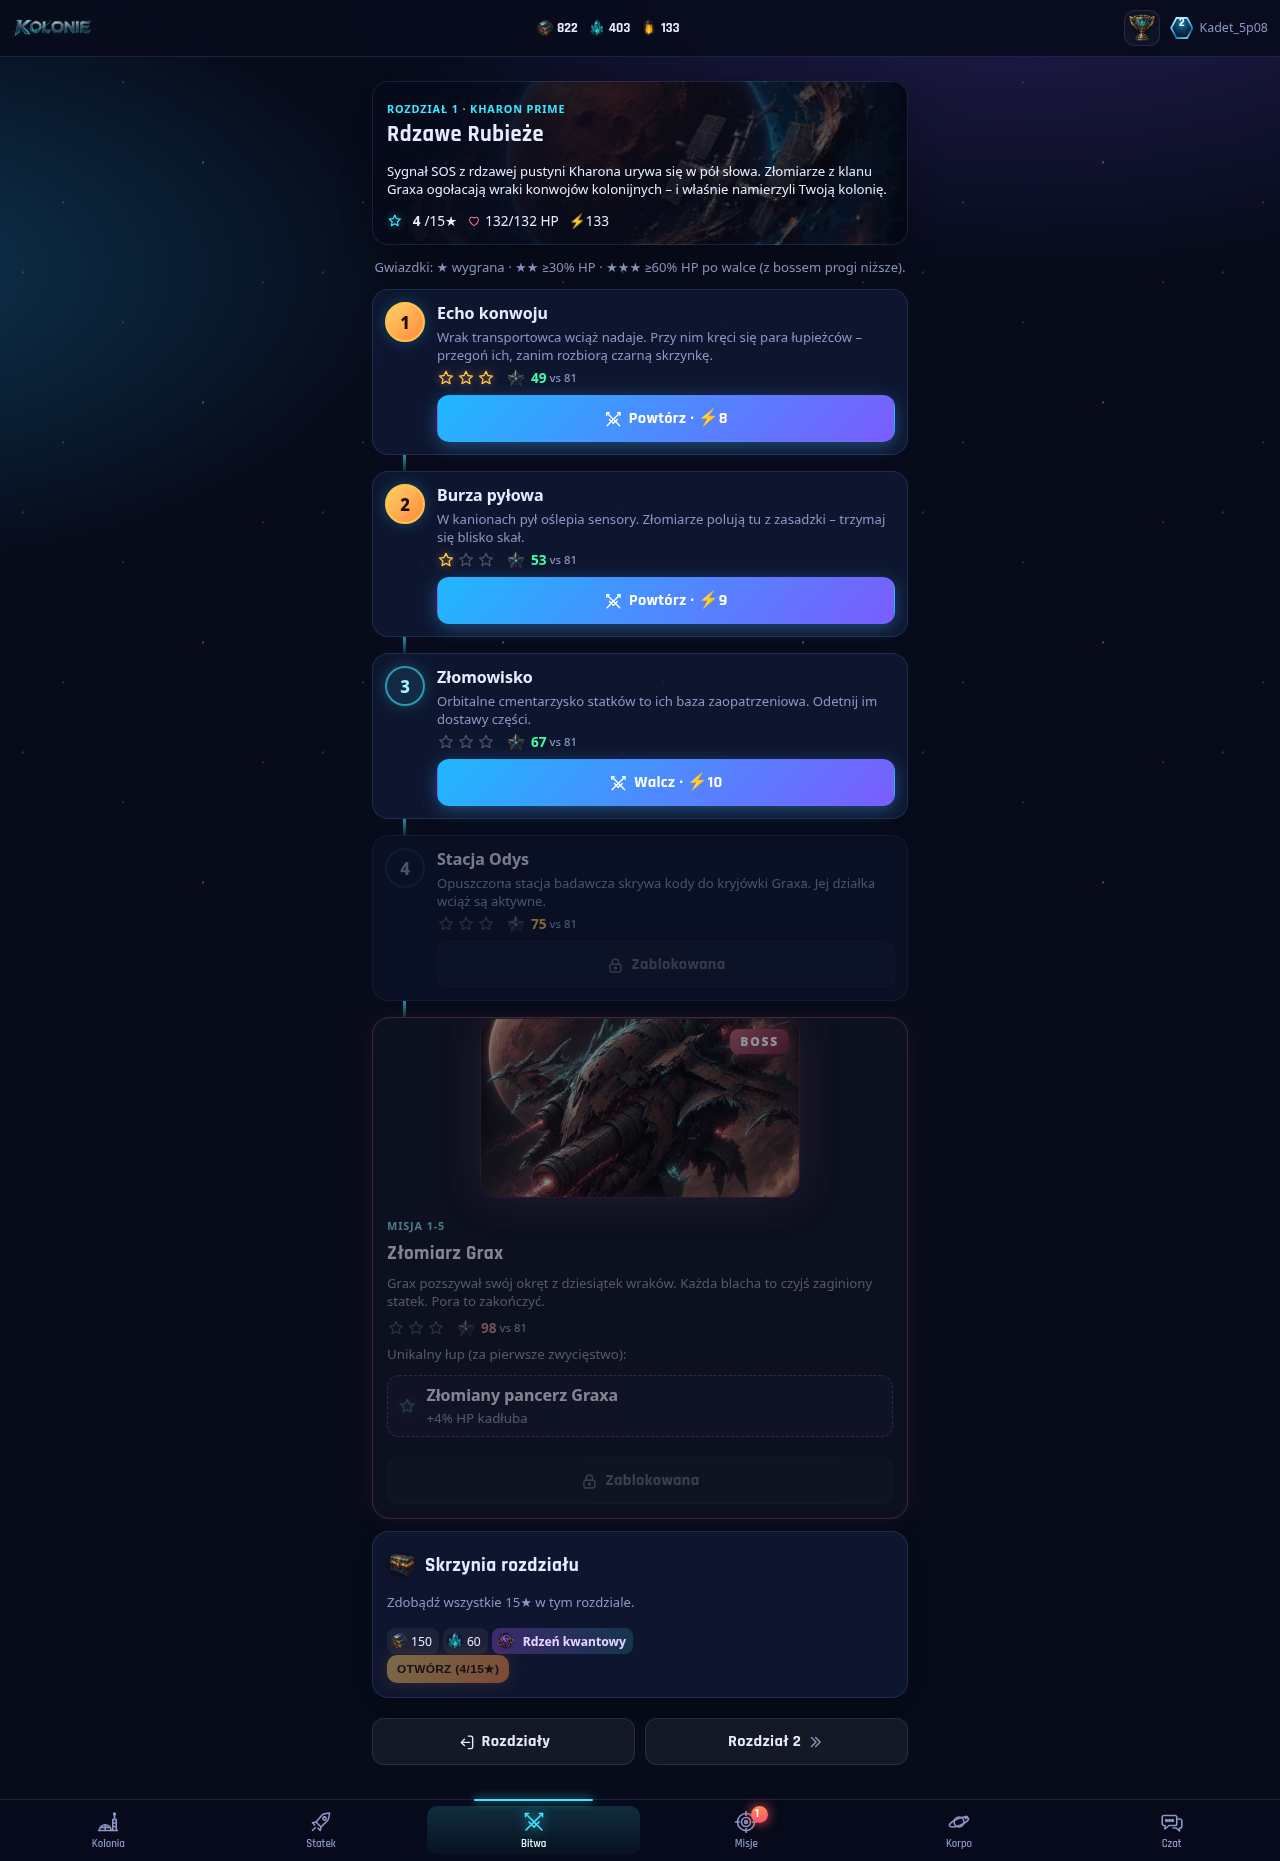 KOLONIE
822 403 133
2 Kadet_5p08
ROZDZIAŁ 1 · KHARON PRIME
Rdzawe Rubieże
Sygnał SOS z rdzawej pustyni Kharona urywa się w pół słowa. Złomiarze z klanu
Graxa ogołacają wraki konwojów kolonijnych – i właśnie namierzyli Twoją kolonię.
4 /15★ 132/132 HP ⚡133
Gwiazdki: ★ wygrana · ★★ ≥30% HP · ★★★ ≥60% HP po walce (z bossem progi niższe).
1 Echo konwoju
Wrak transportowca wciąż nadaje. Przy nim kręci się para łupieżców –
przegoń ich, zanim rozbiorą czarną skrzynkę.
49 vs 81
Powtórz · ⚡8
2 Burza pyłowa
W kanionach pył oślepia sensory. Złomiarze polują tu z zasadzki – trzymaj
się blisko skał.
53 vs 81
Powtórz · ⚡9
3 Złomowisko
Orbitalne cmentarzysko statków to ich baza zaopatrzeniowa. Odetnij im
dostawy części.
67 vs 81
Walcz · ⚡10
4 Stacja Odys
Opuszczona stacja badawcza skrywa kody do kryjówki Graxa. Jej działka
wciąż są aktywne.
75 vs 81
Zablokowana
BOSS
MISJA 1-5
Złomiarz Grax
Grax pozszywał swój okręt z dziesiątek wraków. Każda blacha to czyjś zaginiony
statek. Pora to zakończyć.
98 vs 81
Unikalny łup (za pierwsze zwycięstwo):
Złomiany pancerz Graxa
+4% HP kadłuba
Zablokowana
Skrzynia rozdziału
Zdobądź wszystkie 15★ w tym rozdziale.
150 60 Rdzeń kwantowy
OTWÓRZ (4/15★)
Rozdziały Rozdział 2
1
Kolonia Statek Bitwa Misje Korpo Czat